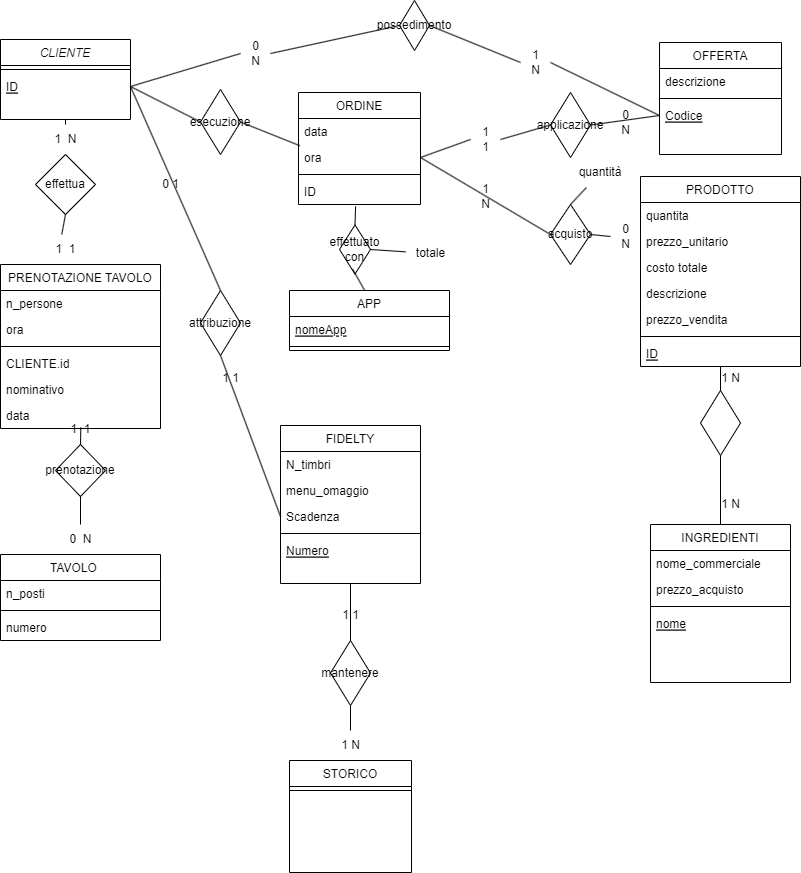 possedimento
CLIENTE
ID
0
N
1
N
OFFERTA
descrizione
Codice
esecuzione
ORDINE
data
ora
ID
1
1
applicazione
0
N
1 N
effettua
1 1
0 1
1
N
acquisto
quantità
0
N
PRODOTTO
quantita
prezzo_unitario
costo totale
descrizione
prezzo_vendita
ID
effettuato
con
totale
PRENOTAZIONE TAVOLO
n_persone
ora
CLIENTE.id
nominativo
data
APP
nomeApp
attribuzione
1 1
1 N
1 1
prenotazione
0 N
FIDELTY
N_timbri
menu_omaggio
Scadenza
Numero
1 N
INGREDIENTI
nome_commerciale
prezzo_acquisto
nome
TAVOLO
n_posti
numero
1 1
mantenere
1 N
STORICO